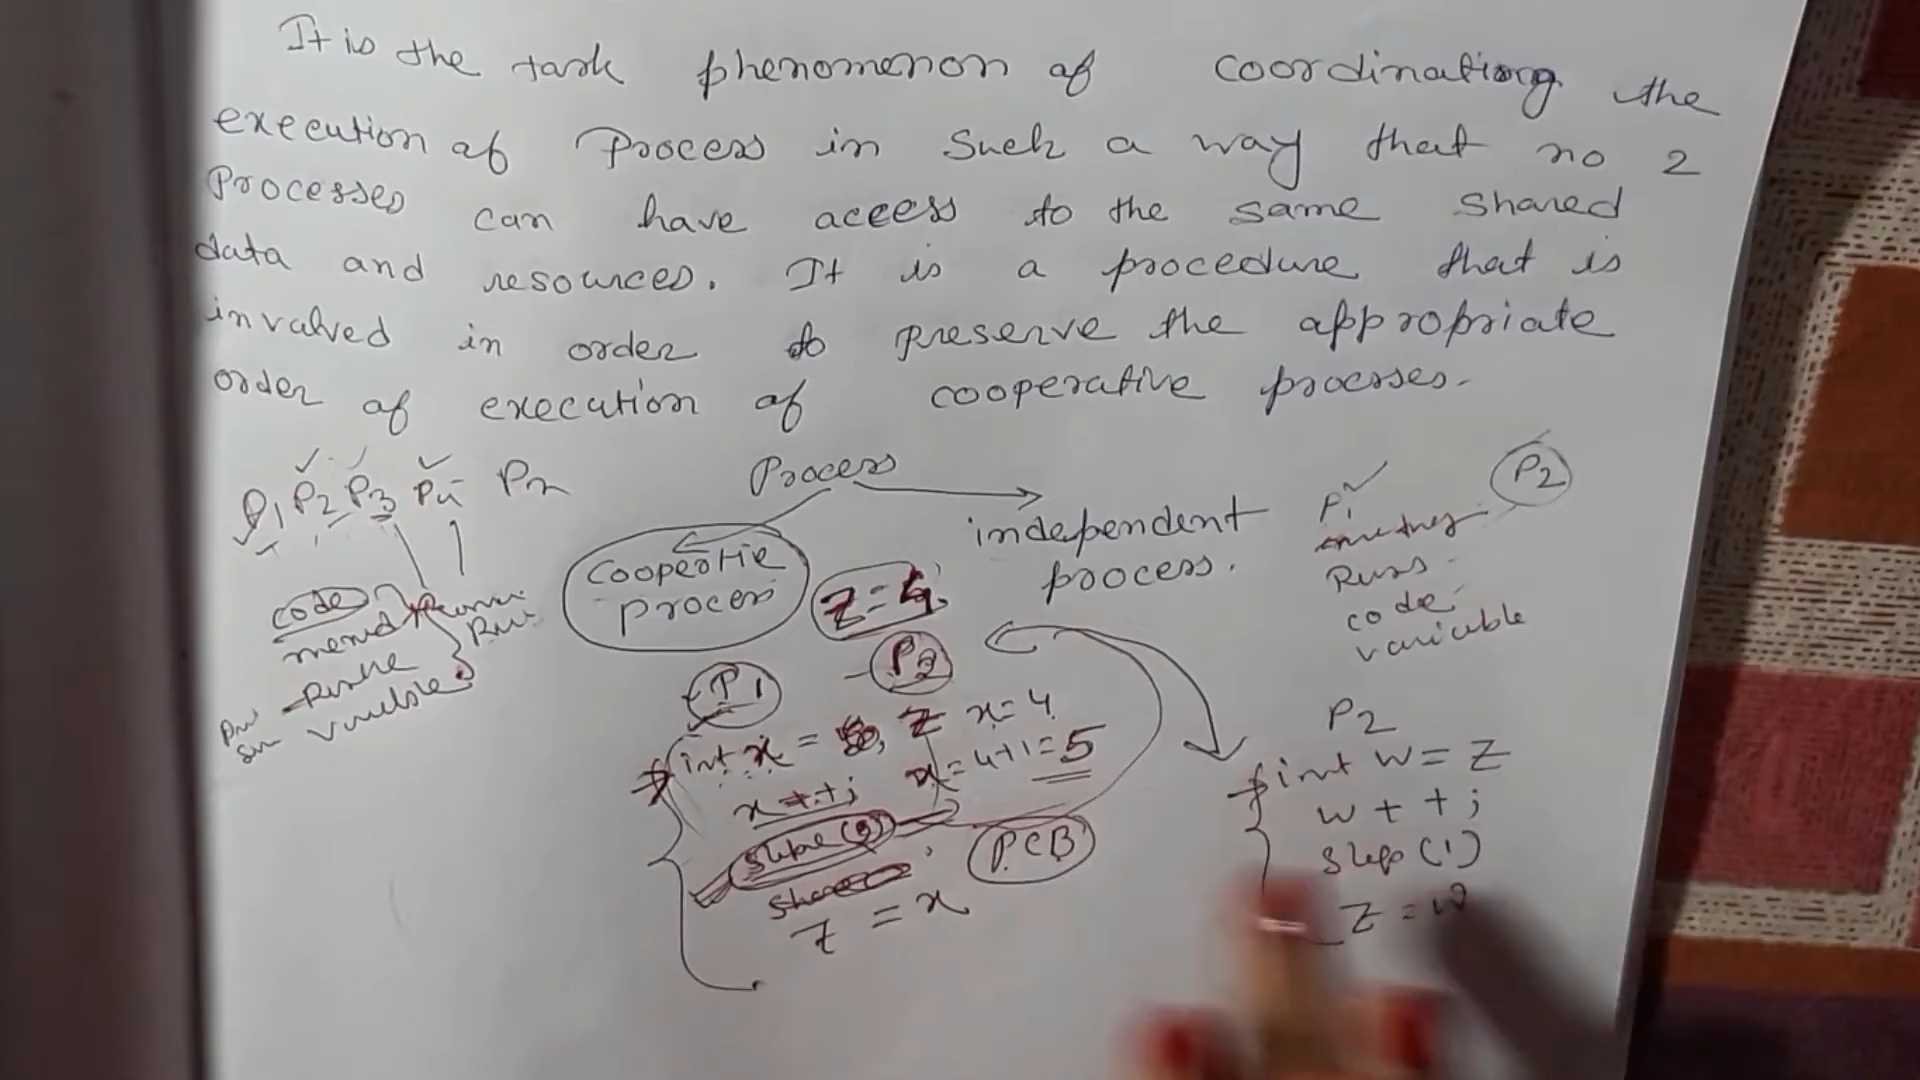 It is the task phenomenon of coordinationg the
execution of Process in such a way that no 2
Processes can have access to the same shared
data and resources. It is a procedure that is
involved in order to preserve the appropriate
order of execution of cooperative processes.
P1 P2 P3 P4 Pn
Process
independent
process.
P1
P2
code
variable
Cooperative
process
Z=4
code
P1
P2
int x = Z x=4
x++; x=4+1=5
PCB
Z = x
P2
int w = Z
w++;
sleep(1)
Z = w